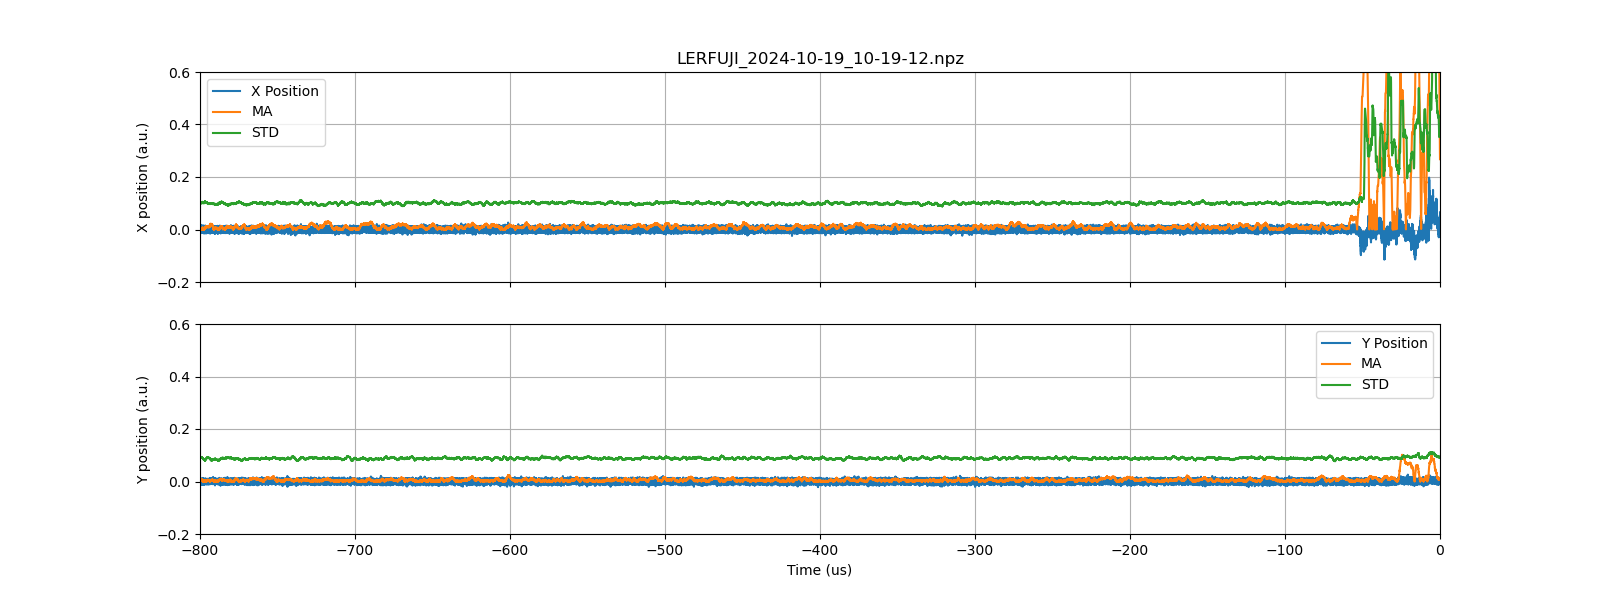 LERFUJI_2024-10-19_10-19-12.npz
X position (a.u.)
0.6
0.4
0.2
0.0
−0.2
X Position
MA
STD
Y position (a.u.)
0.6
0.4
0.2
0.0
−0.2
Y Position
MA
STD
−800 −700 −600 −500 −400 −300 −200 −100 0
Time (us)